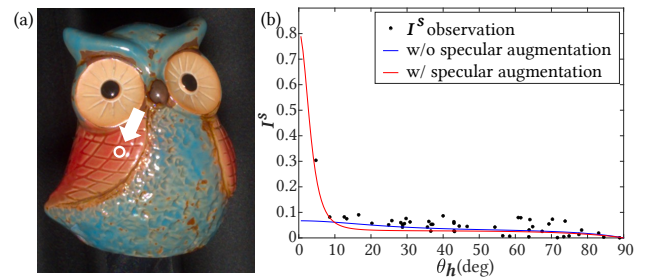 (a)
(b)
I^s observation
w/o specular augmentation
w/ specular augmentation
I^s
0.8
0.7
0.6
0.5
0.4
0.3
0.2
0.1
0
0 10 20 30 40 50 60 70 80 90
θ_h(deg)